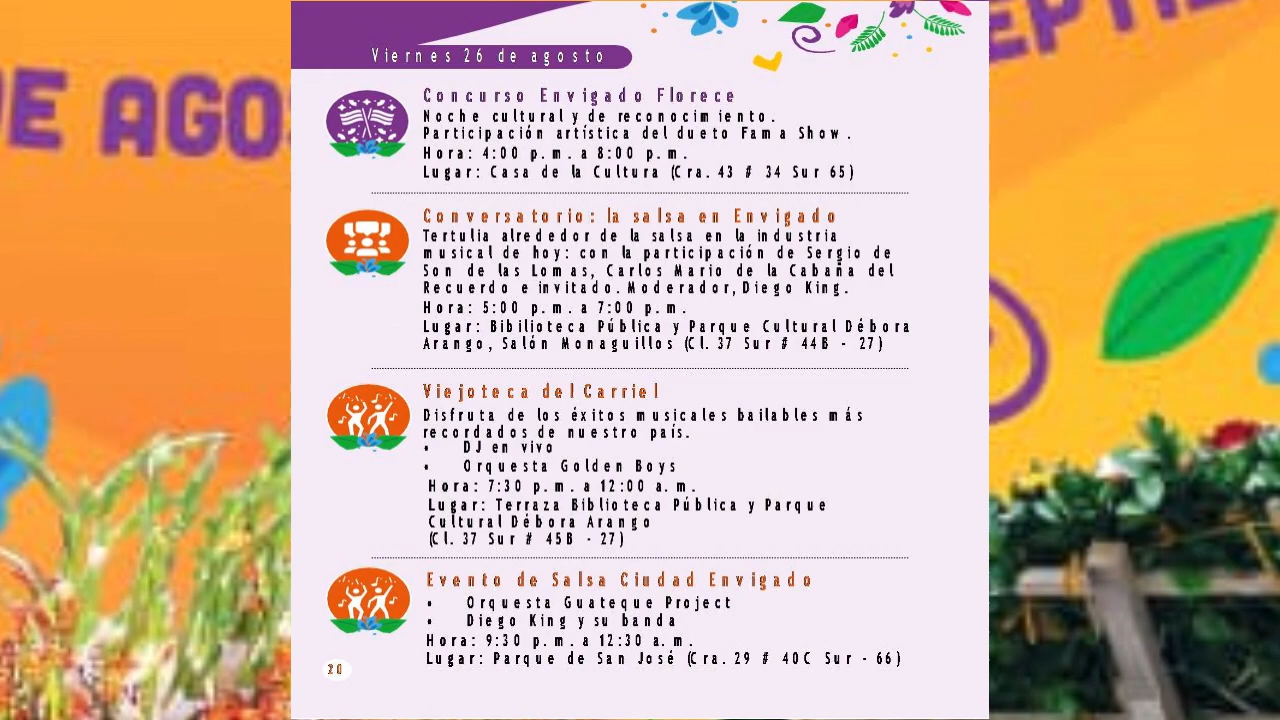 DE AGOS
SEPTIE
Viernes 26 de agosto
Concurso Envigado Florece
Noche cultural y de reconocimiento.
Participación artística del dueto Fama Show.
Hora: 4:00 p.m. a 8:00 p.m.
Lugar: Casa de la Cultura (Cra. 43 # 34 Sur 65)
Conversatorio: la salsa en Envigado
Tertulia alrededor de la salsa en la industria
musical de hoy: con la participación de Sergio de
Son de las Lomas, Carlos Mario de la Cabaña del
Recuerdo e invitado. Moderador, Diego King.
Hora: 5:00 p.m. a 7:00 p.m.
Lugar: Bibilioteca Pública y Parque Cultural Débora
Arango, Salón Monaguillos (Cl. 37 Sur # 44B - 27)
Viejoteca del Carriel
Disfruta de los éxitos musicales bailables más
recordados de nuestro país.
• DJ en vivo
• Orquesta Golden Boys
Hora: 7:30 p.m. a 12:00 a.m.
Lugar: Terraza Biblioteca Pública y Parque
Cultural Débora Arango
(Cl. 37 Sur # 45B - 27)
Evento de Salsa Ciudad Envigado
• Orquesta Guateque Project
• Diego King y su banda
Hora: 9:30 p.m. a 12:30 a.m.
Lugar: Parque de San José (Cra. 29 # 40C Sur - 66)
20